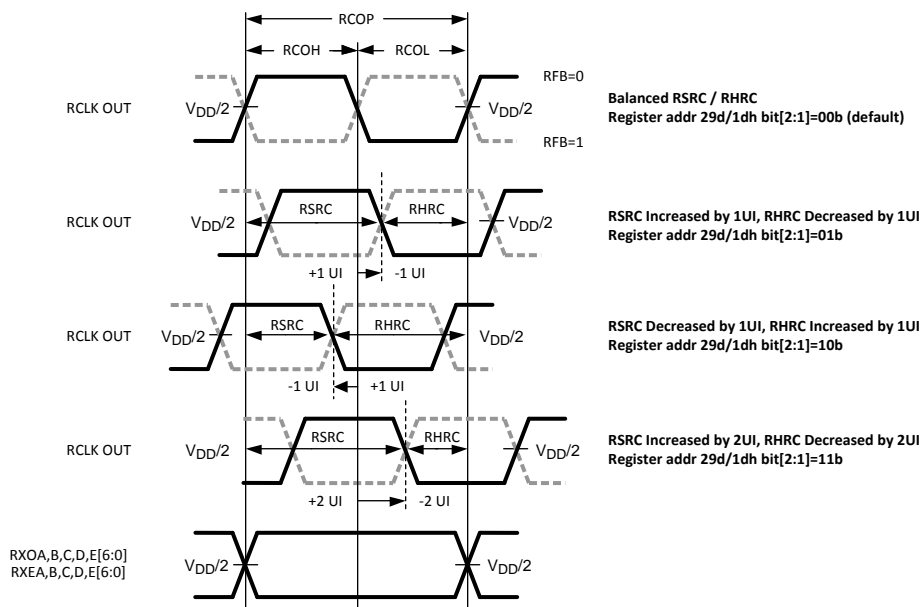 RCOP
RCOH
RCOL
RFB=0
RCLK OUT
VDD/2
VDD/2
VDD/2
RFB=1
Balanced RSRC / RHRC
Register addr 29d/1dh bit[2:1]=00b (default)
RCLK OUT
VDD/2
RSRC
RHRC
VDD/2
+1 UI
-1 UI
RSRC Increased by 1UI, RHRC Decreased by 1UI
Register addr 29d/1dh bit[2:1]=01b
RCLK OUT
VDD/2
RSRC
RHRC
VDD/2
-1 UI
+1 UI
RSRC Decreased by 1UI, RHRC Increased by 1UI
Register addr 29d/1dh bit[2:1]=10b
RCLK OUT
VDD/2
RSRC
RHRC
VDD/2
+2 UI
-2 UI
RSRC Increased by 2UI, RHRC Decreased by 2UI
Register addr 29d/1dh bit[2:1]=11b
RXOA,B,C,D,E[6:0]
RXEA,B,C,D,E[6:0]
VDD/2
VDD/2